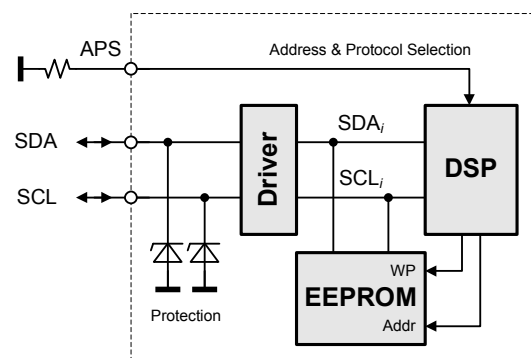 APS
Address & Protocol Selection
SDA
SDAi
Driver
DSP
SCL
SCLi
WP
EEPROM
Protection
Addr